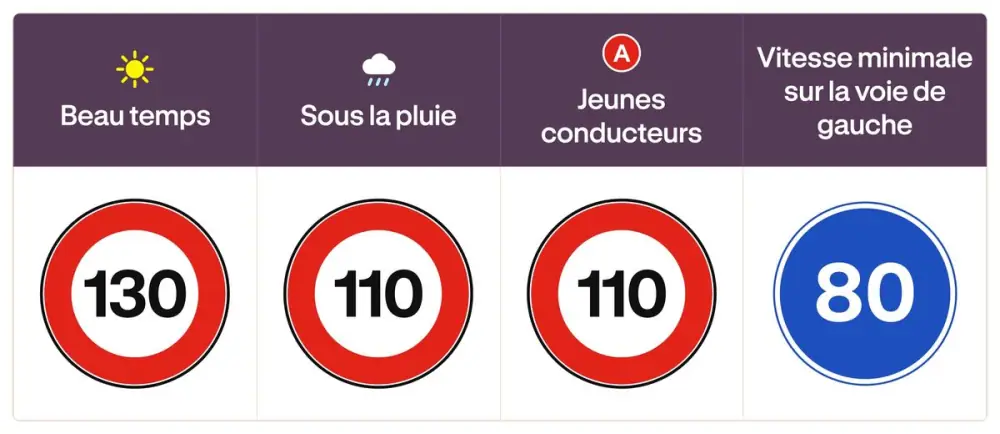 Beau temps
Sous la pluie
A
Jeunes
conducteurs
Vitesse minimale
sur la voie de
gauche
130
110
110
80